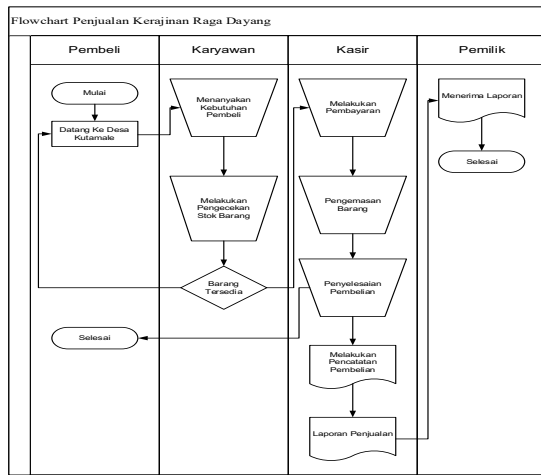 Flowchart Penjualan Kerajinan Raga Dayang
Pembeli
Karyawan
Kasir
Pemilik
Mulai
Datang Ke Desa
Kutamale
Selesai
Menanyakan
Kebutuhan
Pembeli
Melakukan
Pengecekan
Stok Barang
Barang
Tersedia
Melakukan
Pembayaran
Pengemasan
Barang
Penyelesaian
Pembelian
Melakukan
Pencatatan
Pembelian
Laporan Penjualan
Menerima Laporan
Selesai